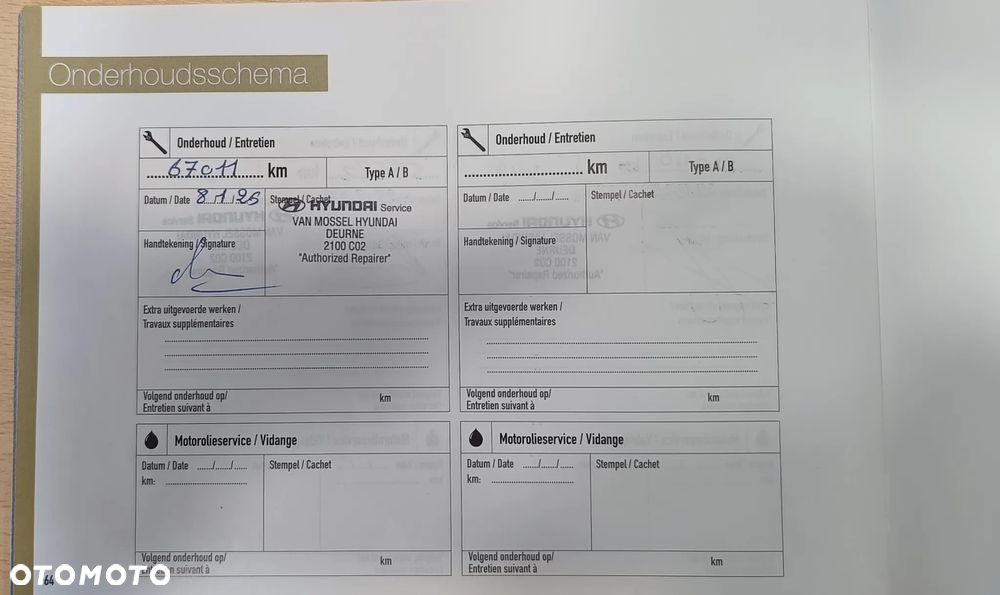 Onderhoudsschema
Onderhoud / Entretien
67011 km
Type A / B
Datum / Date 8/1/26
Stempel / Cachet
HYUNDAI Service
VAN MOSSEL HYUNDAI
DEURNE
2100 C02
"Authorized Repairer"
Handtekening / Signature
Extra uitgevoerde werken /
Travaux supplémentaires
Volgend onderhoud op/
Entretien suivant à
km
Motorolieservice / Vidange
Datum / Date ....../....../......
km: ..............................
Stempel / Cachet
Volgend onderhoud op/
Entretien suivant à
km
Onderhoud / Entretien
.............................. km
Type A / B
Datum / Date ....../....../......
Stempel / Cachet
Handtekening / Signature
Extra uitgevoerde werken /
Travaux supplémentaires
Volgend onderhoud op/
Entretien suivant à
km
Motorolieservice / Vidange
Datum / Date ....../....../......
km: ..............................
Stempel / Cachet
Volgend onderhoud op/
Entretien suivant à
km
64
OTOMOTO